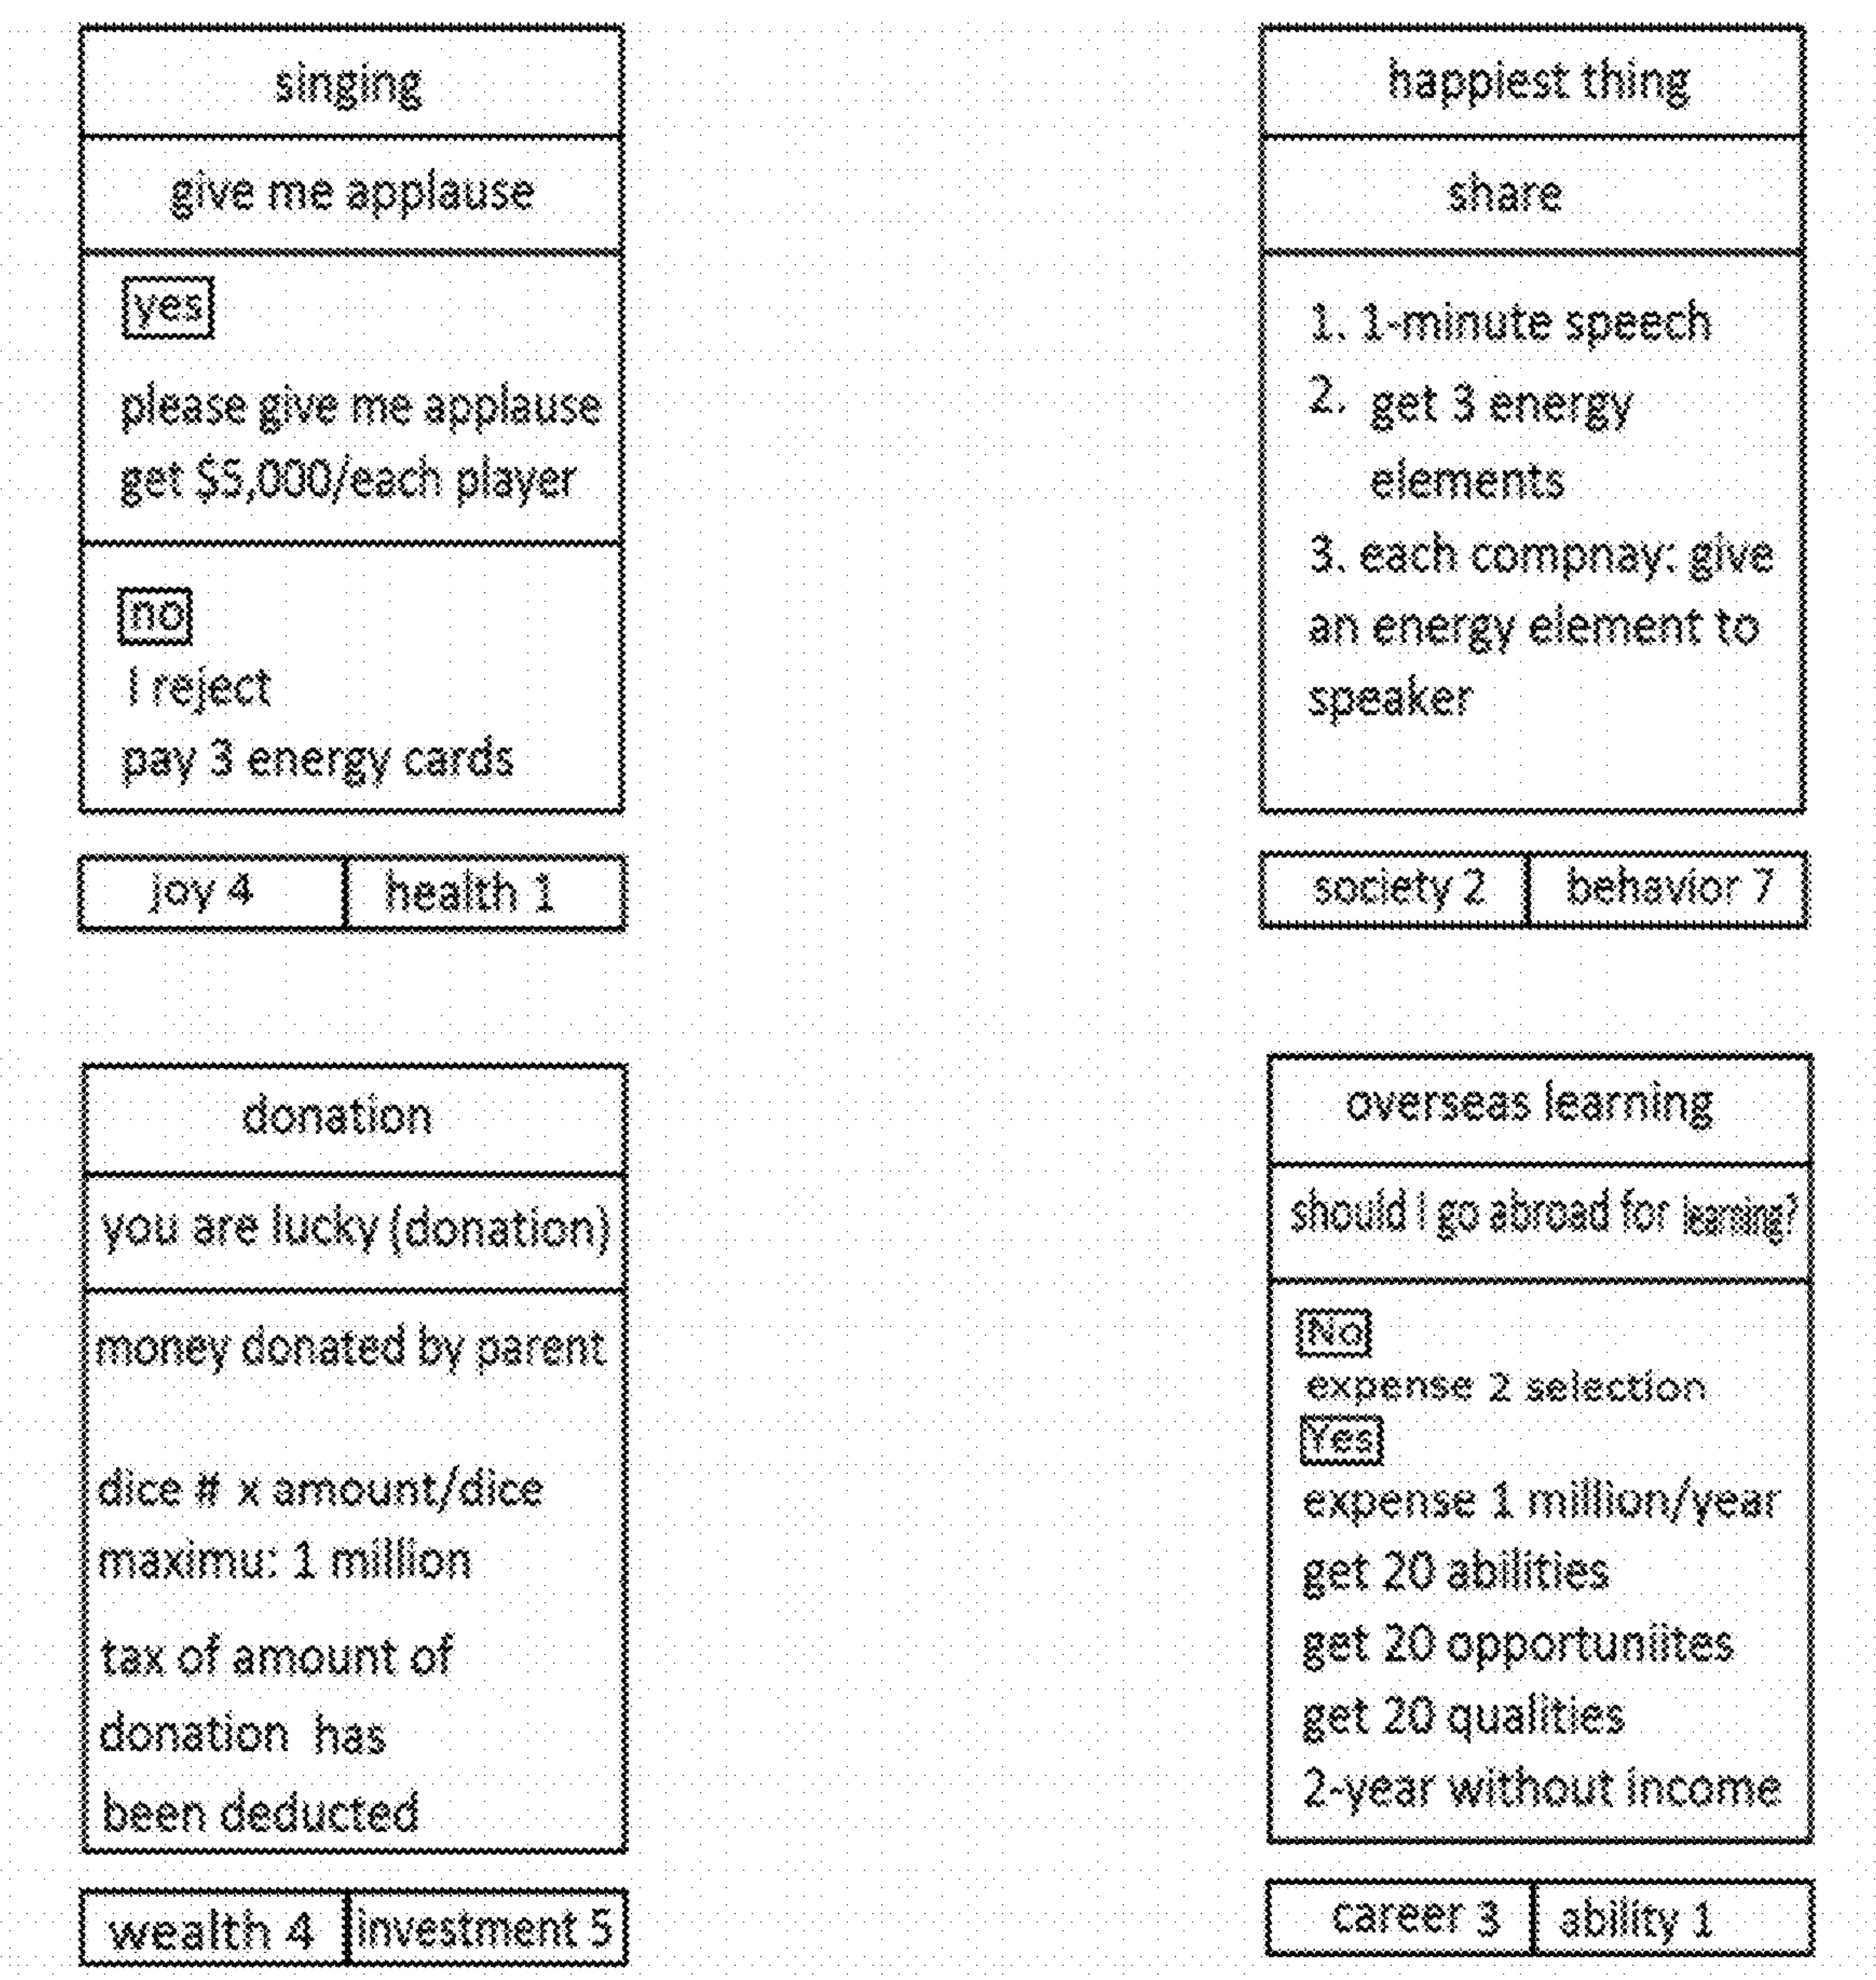 singing
give me applause
yes
please give me applause
get $5,000/each player
no
I reject
pay 3 energy cards
joy 4
health 1
happiest thing
share
1. 1-minute speech
2. get 3 energy
elements
3. each compnay: give
an energy element to
speaker
society 2
behavior 7
donation
you are lucky (donation)
money donated by parent
dice # x amount/dice
maximu: 1 million
tax of amount of
donation has
been deducted
wealth 4
investment 5
overseas learning
should I go abroad for learning?
No
expense 2 selection
Yes
expense 1 million/year
get 20 abilities
get 20 opportuniites
get 20 qualities
2-year without income
career 3
ability 1